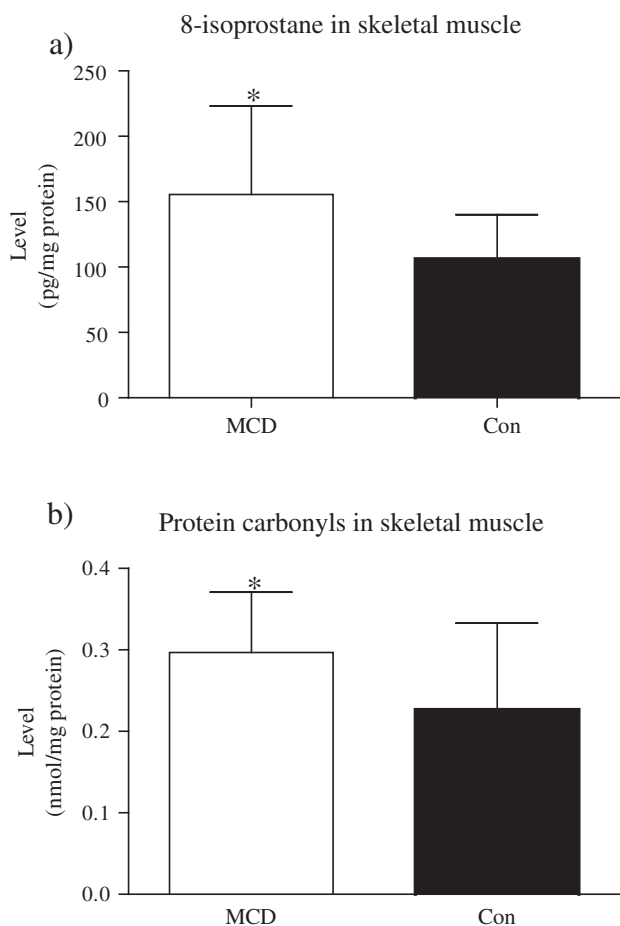 a)
8-isoprostane in skeletal muscle
250
*
200
150
100
50
0
Level
(pg/mg protein)
MCD
Con
b)
Protein carbonyls in skeletal muscle
0.4
*
0.3
0.2
0.1
0.0
Level
(nmol/mg protein)
MCD
Con